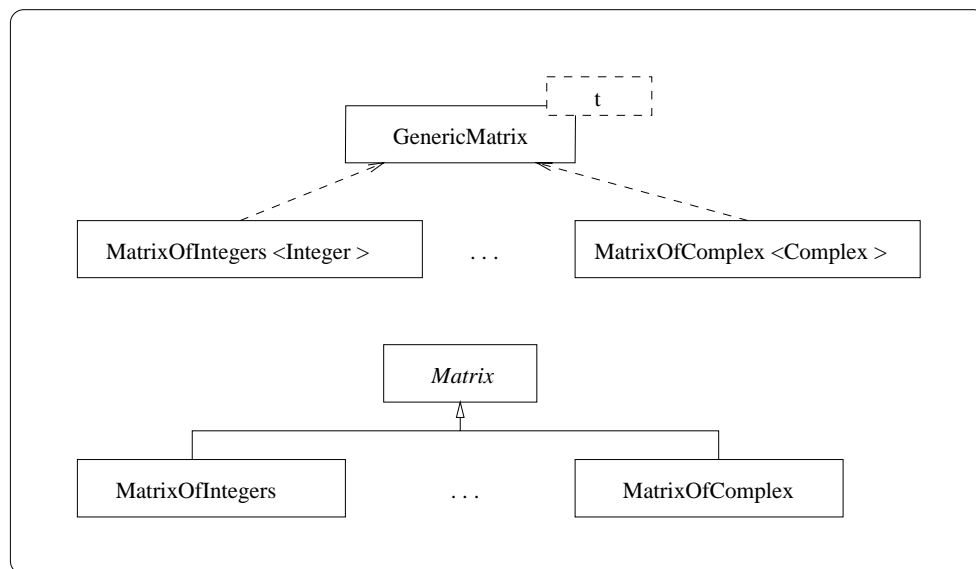 t
GenericMatrix
MatrixOfIntegers <Integer > . . . MatrixOfComplex <Complex >
Matrix
MatrixOfIntegers . . . MatrixOfComplex